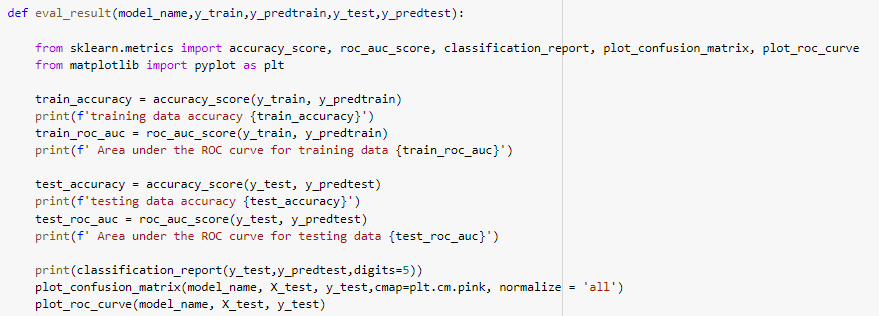 def eval_result(model_name,y_train,y_predtrain,y_test,y_predtest):
from sklearn.metrics import accuracy_score, roc_auc_score, classification_report, plot_confusion_matrix, plot_roc_curve
from matplotlib import pyplot as plt
train_accuracy = accuracy_score(y_train, y_predtrain)
print(f'training data accuracy {train_accuracy}')
train_roc_auc = roc_auc_score(y_train, y_predtrain)
print(f' Area under the ROC curve for training data {train_roc_auc}')
test_accuracy = accuracy_score(y_test, y_predtest)
print(f'testing data accuracy {test_accuracy}')
test_roc_auc = roc_auc_score(y_test, y_predtest)
print(f' Area under the ROC curve for testing data {test_roc_auc}')
print(classification_report(y_test,y_predtest,digits=5))
plot_confusion_matrix(model_name, X_test, y_test,cmap=plt.cm.pink, normalize = 'all')
plot_roc_curve(model_name, X_test, y_test)